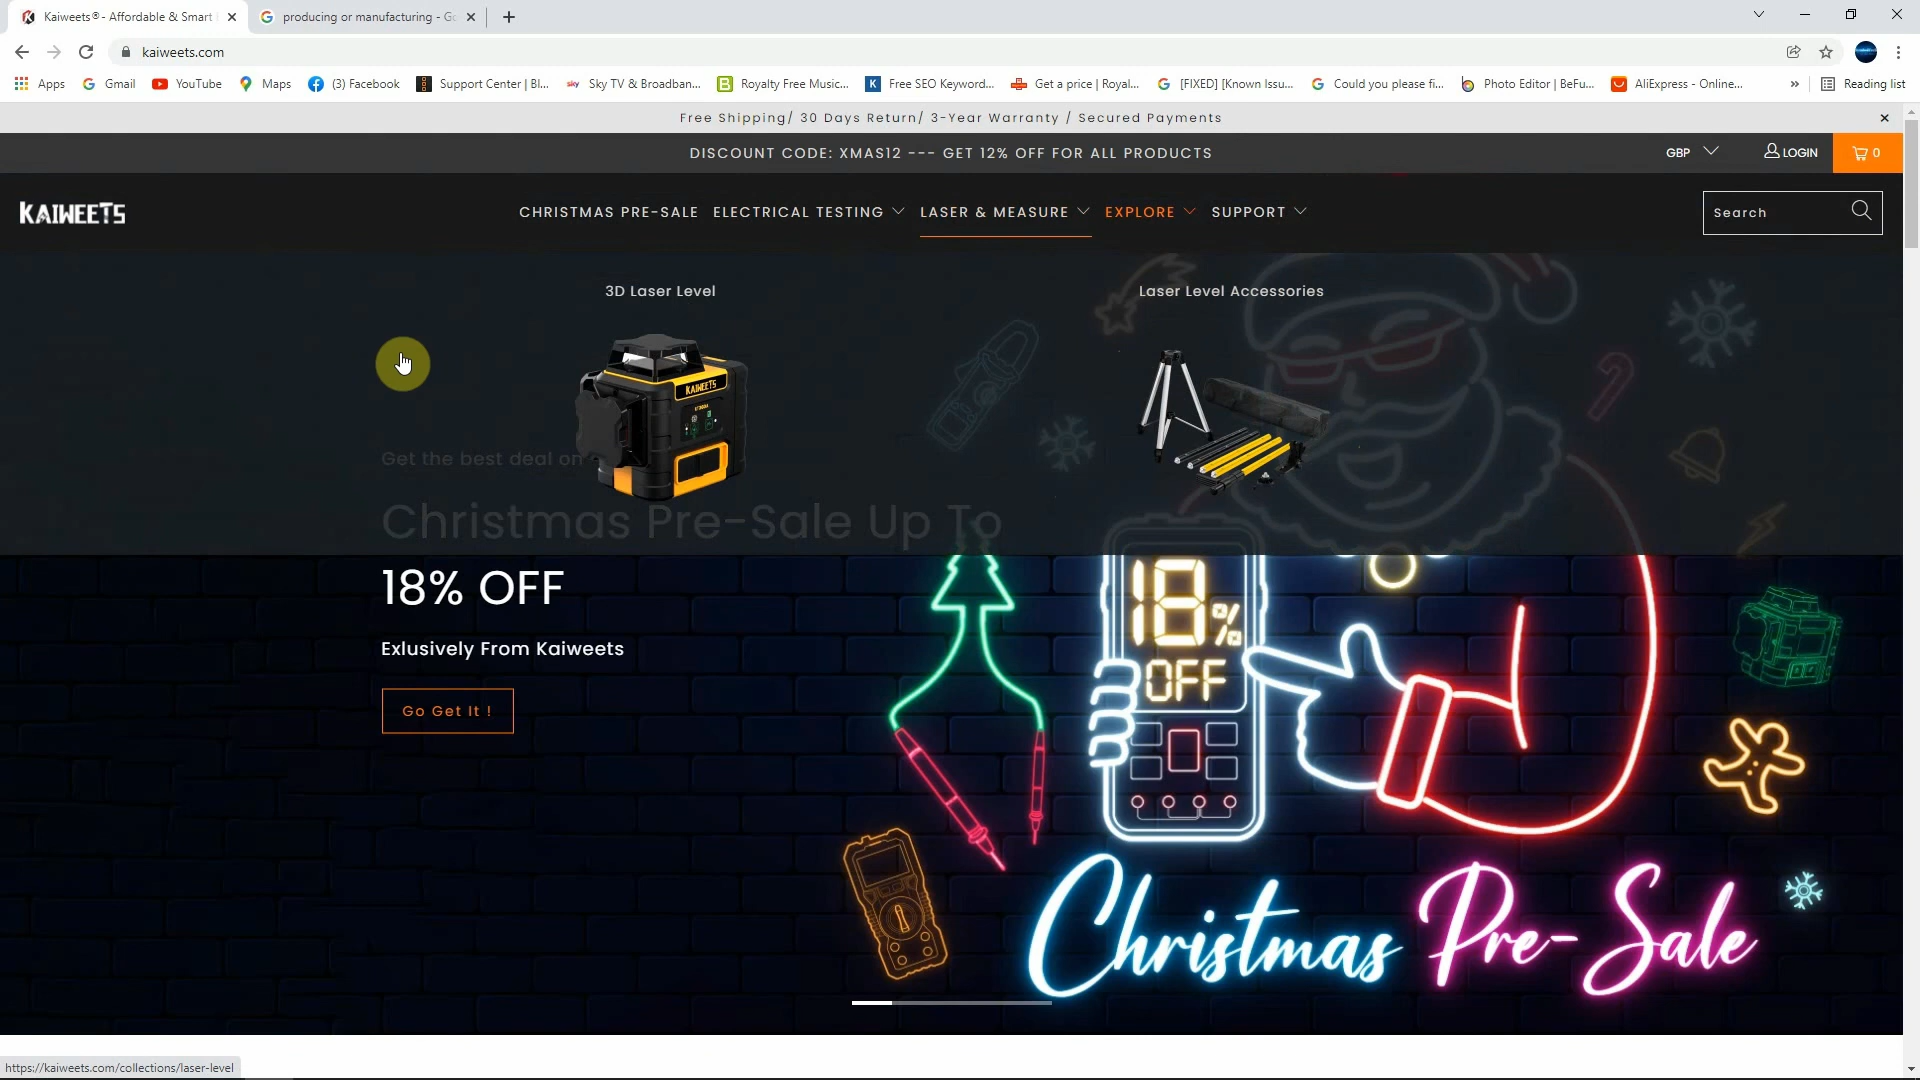 Kaiweets® - Affordable & Smart
producing or manufacturing - Go
kaiweets.com
Apps
Gmail
YouTube
Maps
(3) Facebook
Support Center | Bl...
Sky TV & Broadban...
Royalty Free Music...
Free SEO Keyword...
Get a price | Royal...
[FIXED] [Known Issu...
Could you please fi...
Photo Editor | BeFu...
AliExpress - Online...
»
Reading list
Free Shipping/ 30 Days Return/ 3-Year Warranty / Secured Payments
DISCOUNT CODE: XMAS12 --- GET 12% OFF FOR ALL PRODUCTS
GBP
LOGIN
0
KAIWEETS
CHRISTMAS PRE-SALE
ELECTRICAL TESTING
LASER & MEASURE
EXPLORE
SUPPORT
Search
3D Laser Level
Laser Level Accessories
KAIWEETS
Get the best deal on
Christmas Pre-Sale Up To
18% OFF
Exlusively From Kaiweets
Go Get It !
18%
OFF
Christmas Pre-Sale
https://kaiweets.com/collections/laser-level